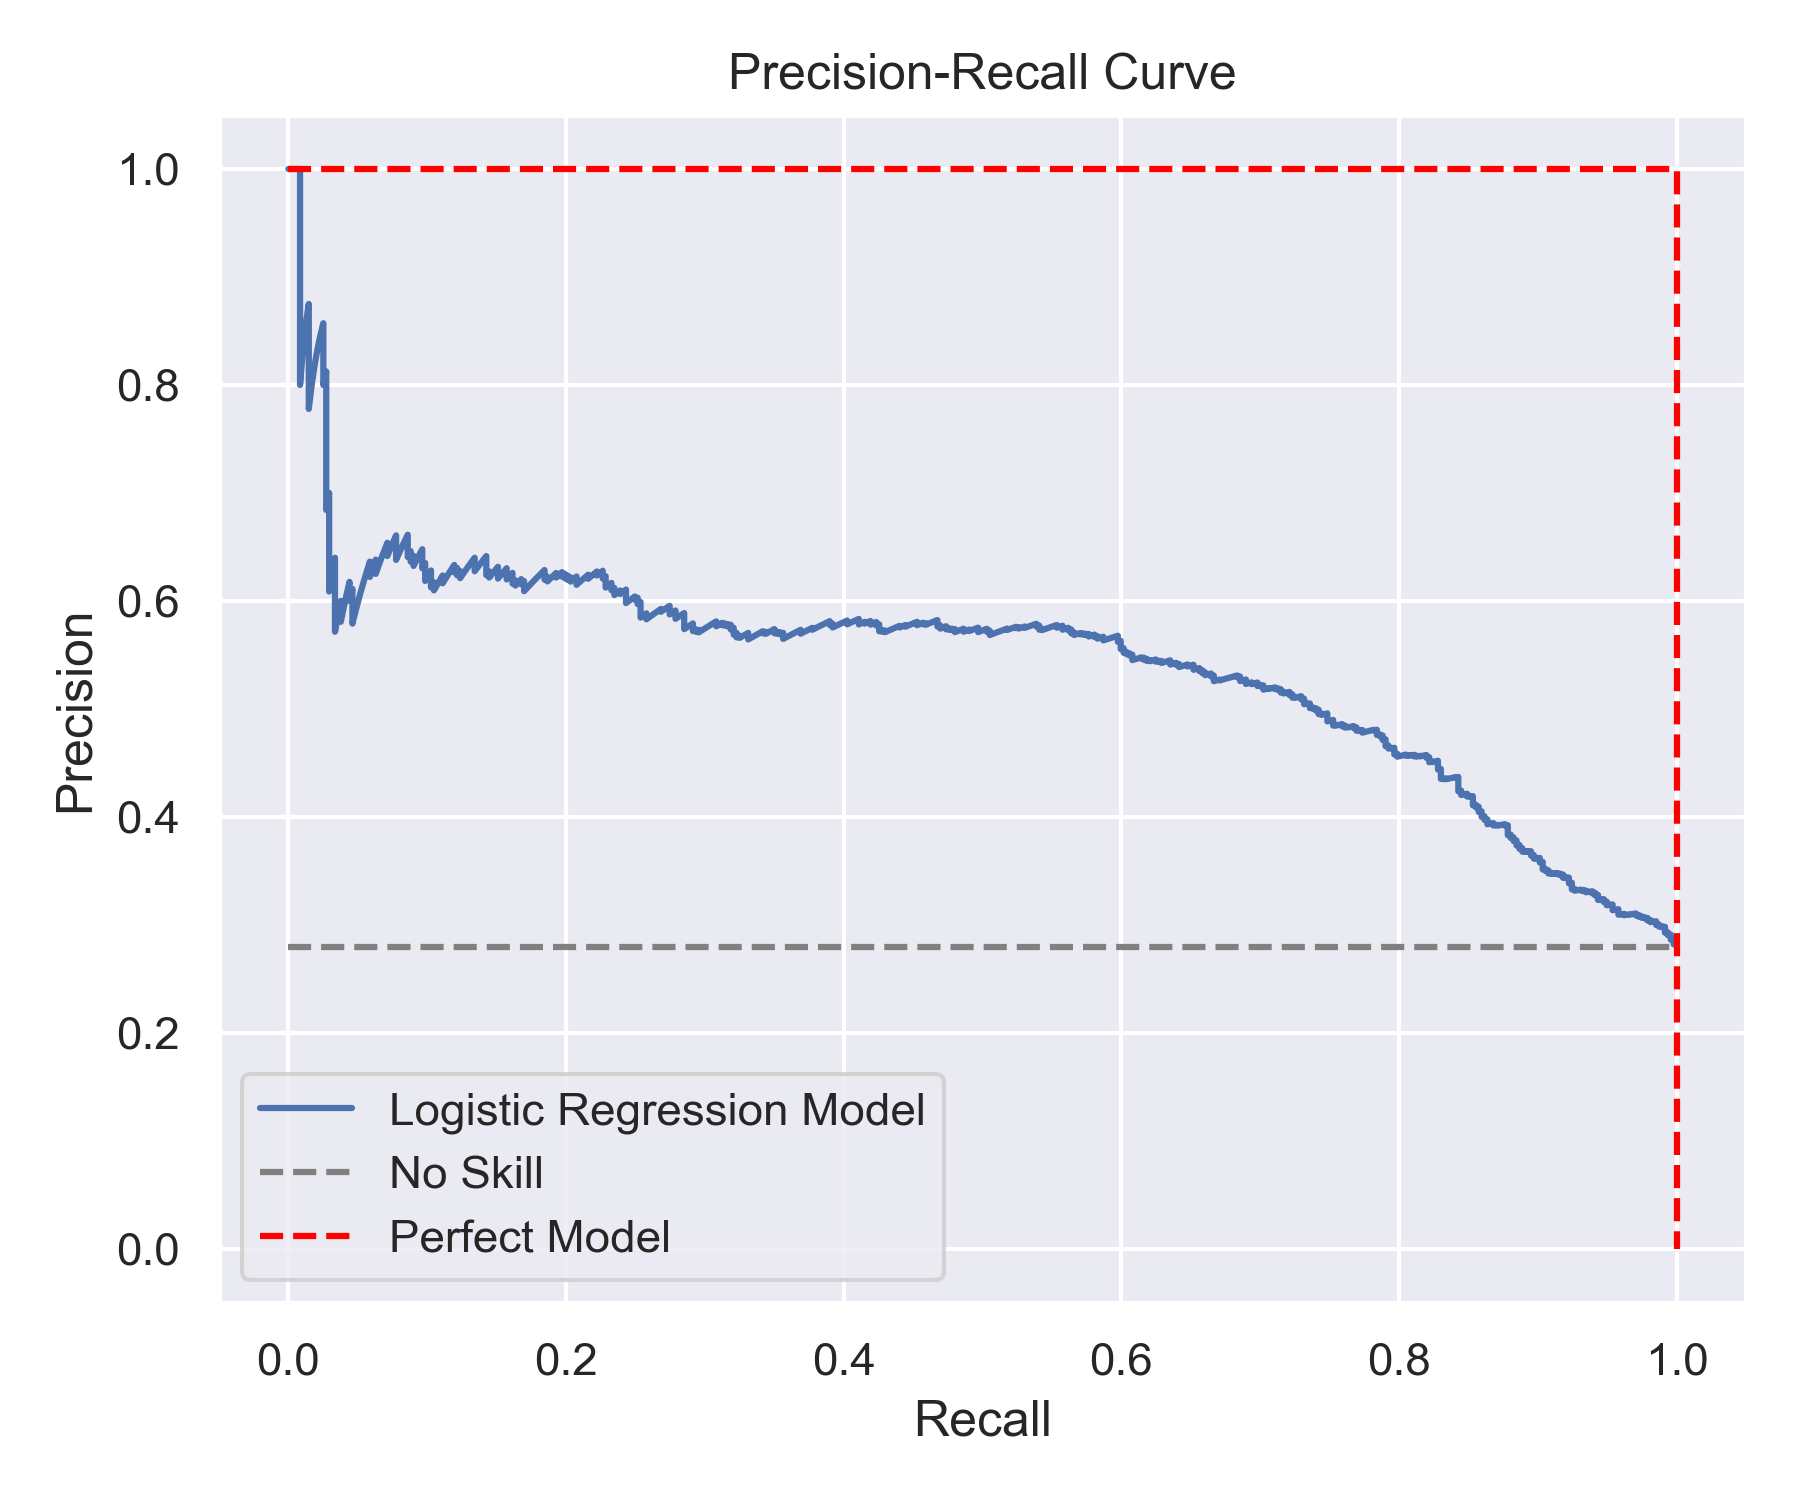 Precision-Recall Curve
1.0
0.8
0.6
0.4
0.2
0.0
Precision
Logistic Regression Model
No Skill
Perfect Model
0.0 0.2 0.4 0.6 0.8 1.0
Recall